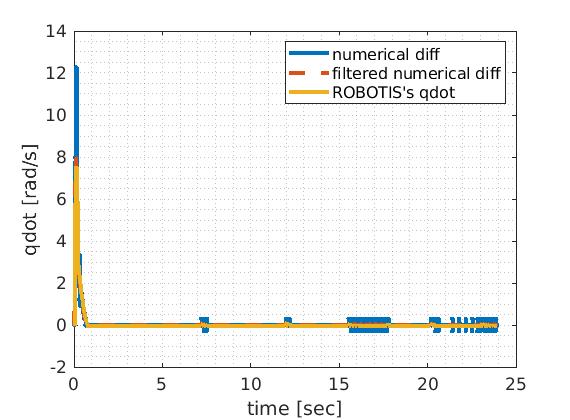 14
12
10
8
6
4
2
0
-2
qdot [rad/s]
numerical diff
filtered numerical diff
ROBOTIS's qdot
0 5 10 15 20 25
time [sec]